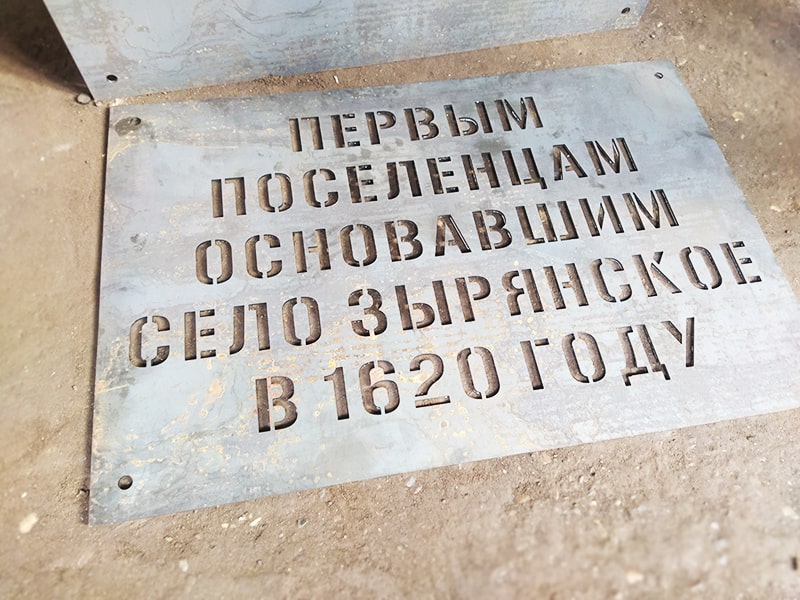 ПЕРВЫМ
ПОСЕЛЕНЦАМ
ОСНОВАВШИМ
СЕЛО ЗЫРЯНСКОЕ
В 1620 ГОДУ